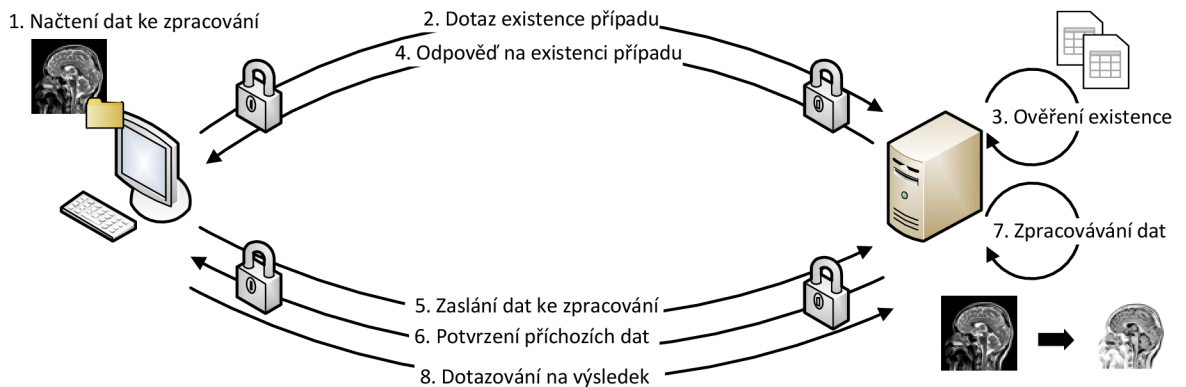 1. Načtení dat ke zpracování
2. Dotaz existence případu
4. Odpověď na existenci případu
3. Ověření existence
7. Zpracovávání dat
5. Zaslání dat ke zpracování
6. Potvrzení příchozích dat
8. Dotazování na výsledek